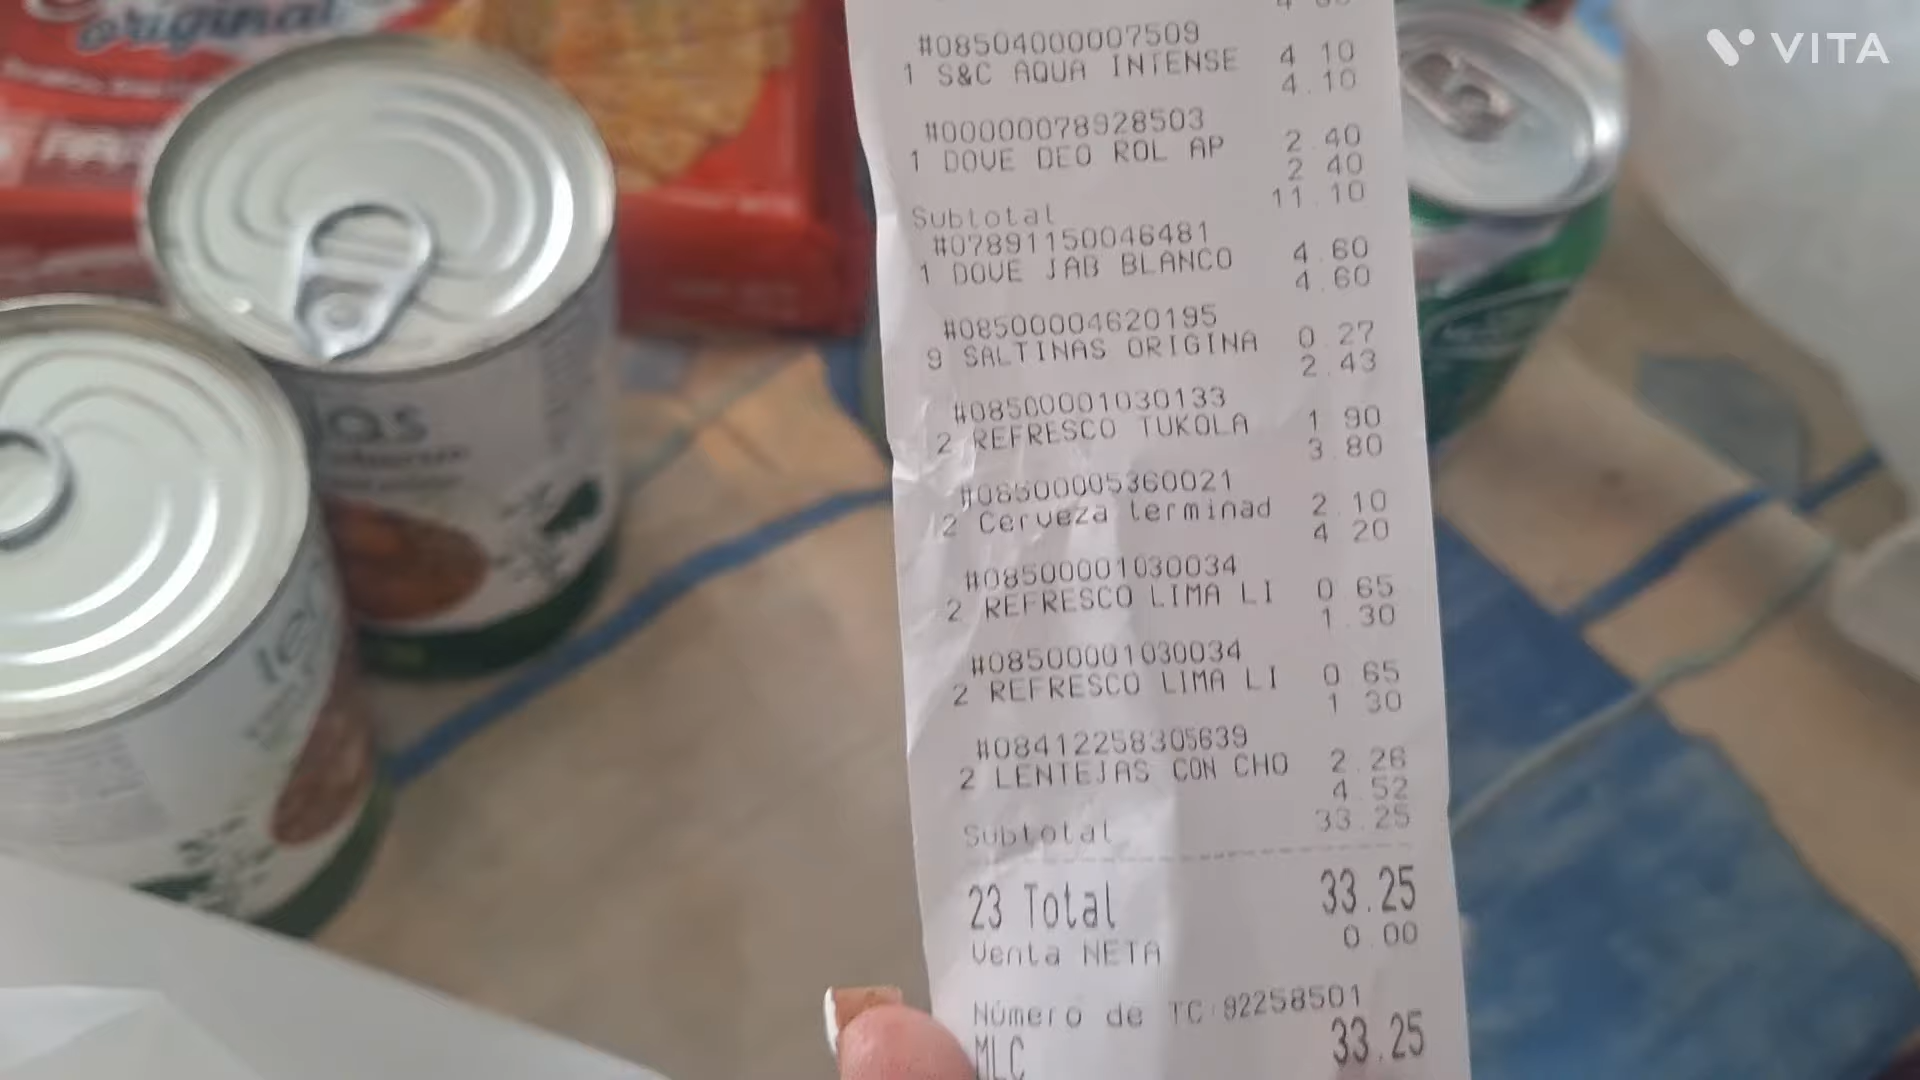 original
VITA
#08504000007509
1 S&C AQUA INTENSE 4 10
4.10
#00000078928503
1 DOVE DEO ROL AP 2.40
2 40
11.10
Subtotal
#07891150046481
1 DOVE JAB BLANCO 4.60
4.60
#08500004620195
9 SALTINAS ORIGINA 0.27
2.43
#08500001030133
2 REFRESCO TUKOLA 1 90
3 80
#08500005360021
2 Cerveza terminad 2 10
4 20
#08500001030034
2 REFRESCO LIMA LI 0 65
1 30
#08500001030034
2 REFRESCO LIMA LI 0 65
1 30
#08412258305639
2 LENTEJAS CON CHO 2 26
4 52
Subtotal 33.25
23 Total 33.25
Venta NETA 0 00
Número de TC:92258501
MLC 33.25